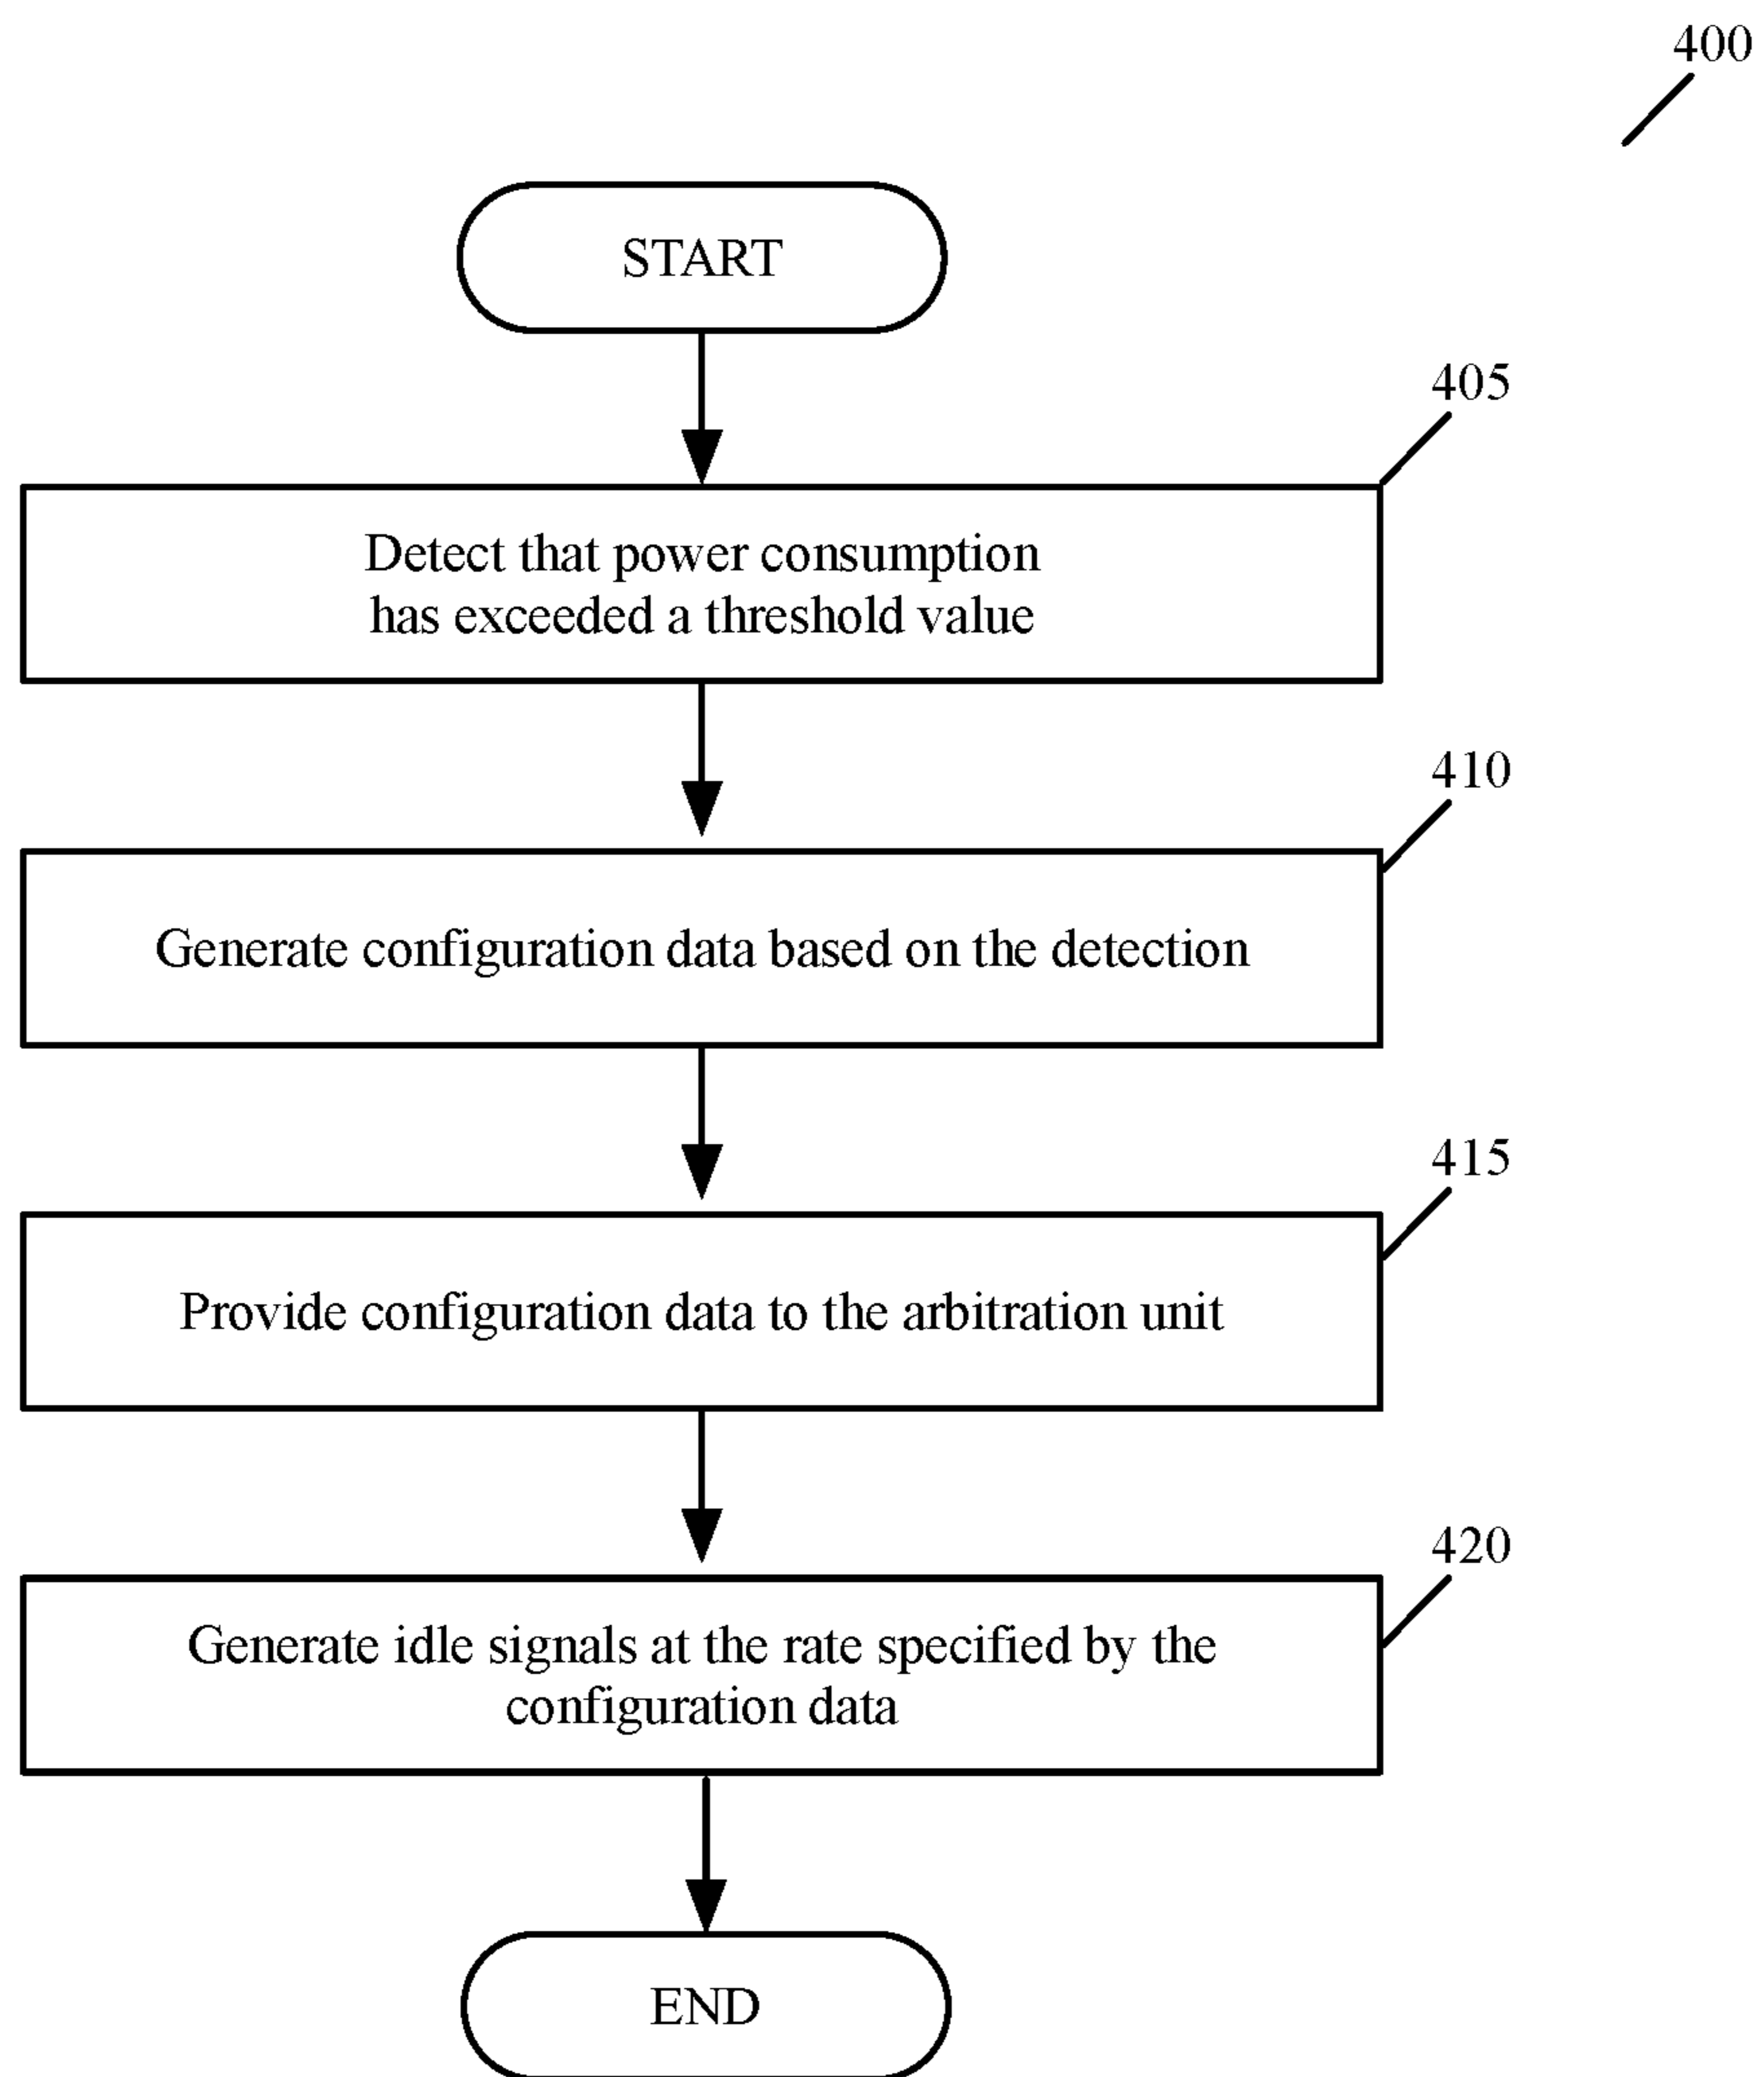 400
START
405
Detect that power consumption
has exceeded a threshold value
410
Generate configuration data based on the detection
415
Provide configuration data to the arbitration unit
420
Generate idle signals at the rate specified by the
configuration data
END